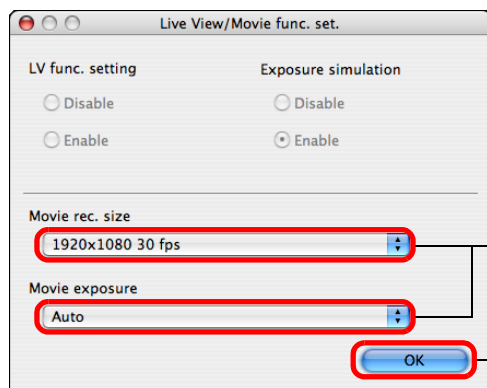 Live View/Movie func. set.
LV func. setting
Exposure simulation
Disable
Disable
Enable
Enable
Movie rec. size
1920x1080 30 fps
Movie exposure
Auto
OK